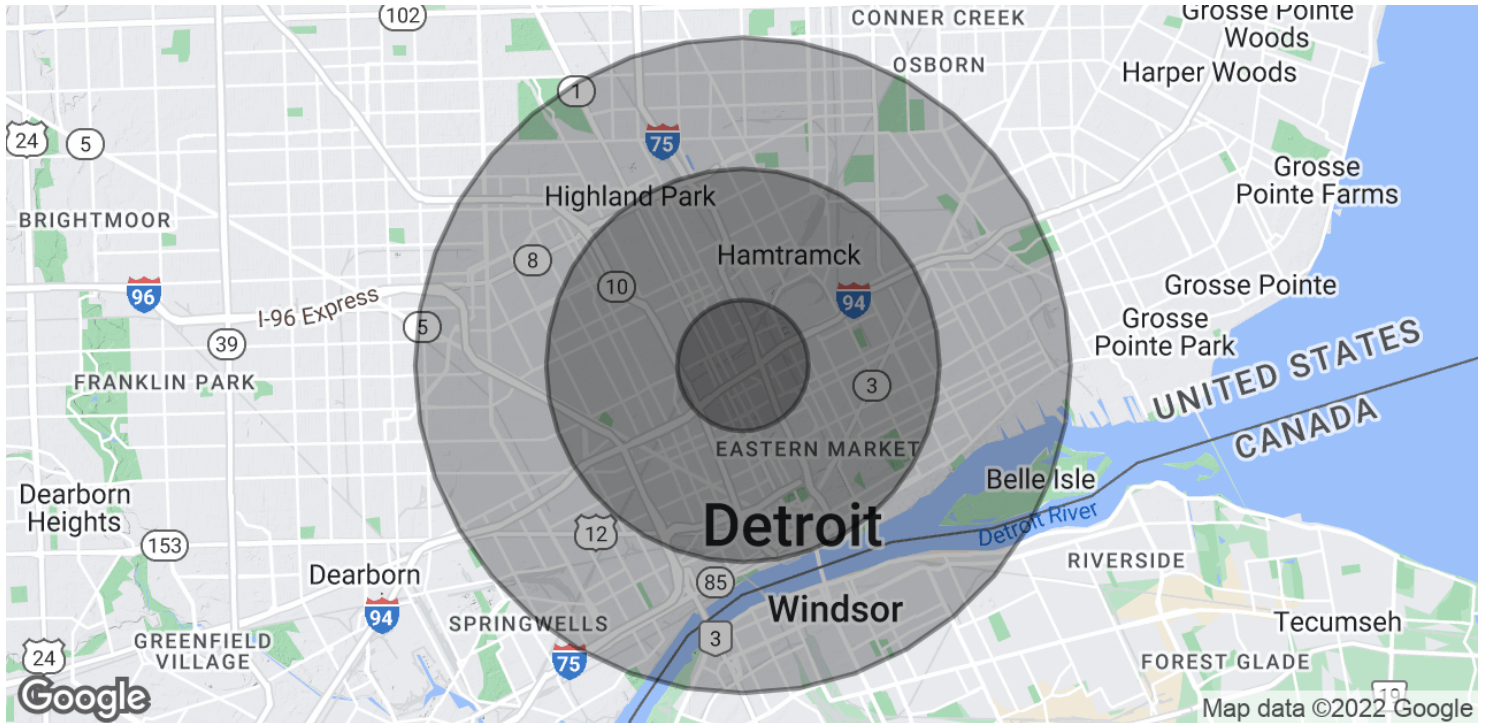 102
CONNER CREEK
Grosse Pointe
Woods
OSBORN
Harper Woods
1
24
5
75
Grosse
Pointe Farms
Highland Park
BRIGHTMOOR
Hamtramck
8
10
96
94
Grosse Pointe
I-96 Express
5
39
Grosse
Pointe Park
UNITED STATES
FRANKLIN PARK
3
CANADA
EASTERN MARKET
Belle Isle
Dearborn
Heights
Detroit
Detroit River
12
153
RIVERSIDE
Dearborn
85
94
Windsor
SPRINGWELLS
3
Tecumseh
GREENFIELD
VILLAGE
24
75
FOREST GLADE
19
Google
Map data ©2022 Google